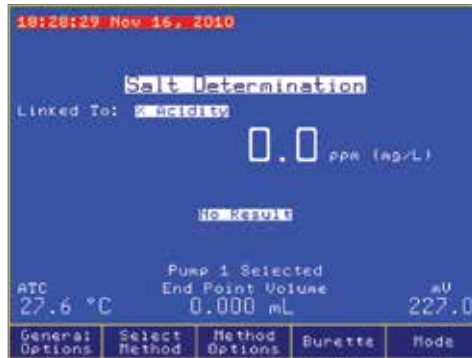 18:28:29 Nov 16, 2010
Salt Determination
Linked To: % Acidity
0.0 ppm (mg/L)
No Result
Pump 1 Selected
ATC End Point Volume mV
27.6 °C 0.000 mL 227.0
General Options Select Method Method Options Burette Mode